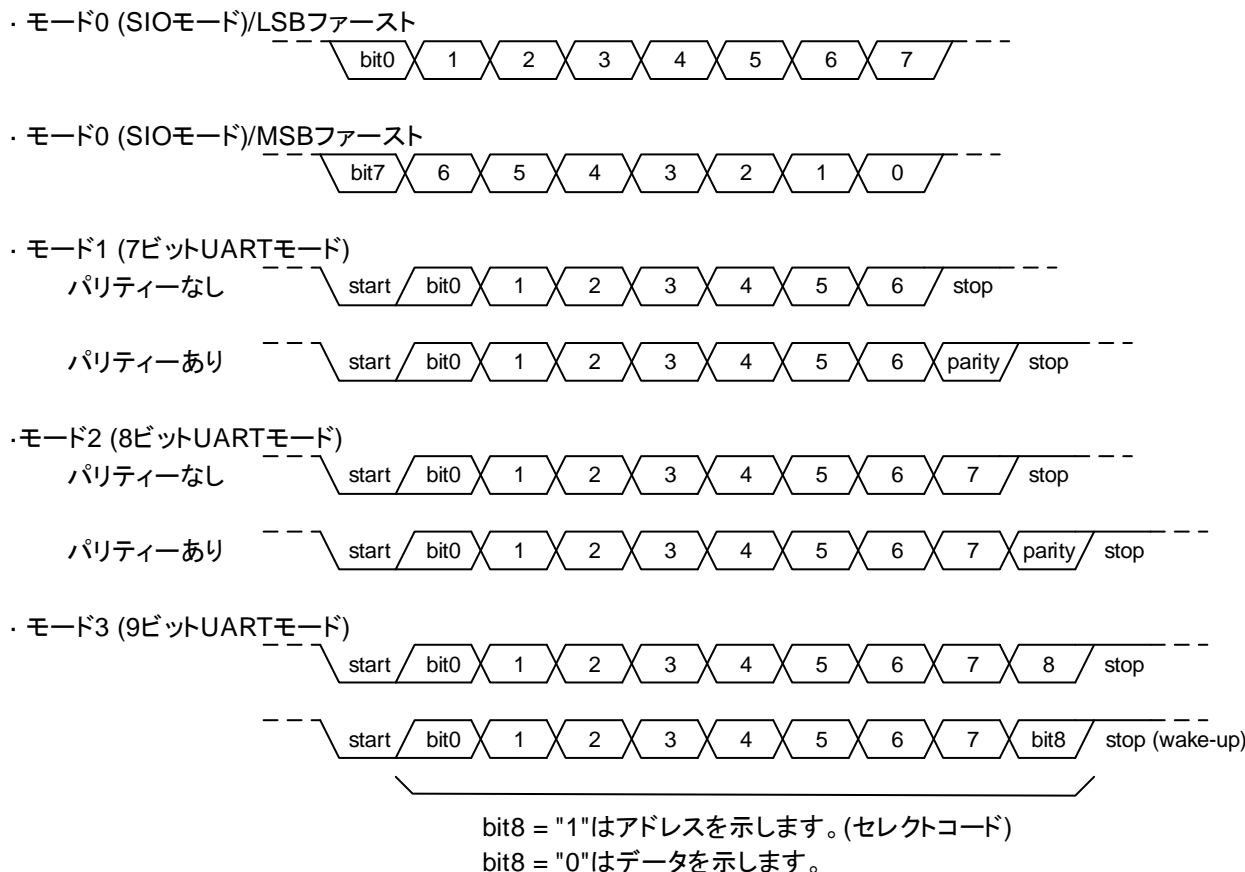 ・モード0 (SIOモード)/LSBファースト
bit0 1 2 3 4 5 6 7
・モード0 (SIOモード)/MSBファースト
bit7 6 5 4 3 2 1 0
・モード1 (7ビットUARTモード)
パリティーなし start bit0 1 2 3 4 5 6 stop
パリティーあり start bit0 1 2 3 4 5 6 parity stop
・モード2 (8ビットUARTモード)
パリティーなし start bit0 1 2 3 4 5 6 7 stop
パリティーあり start bit0 1 2 3 4 5 6 7 parity stop
・モード3 (9ビットUARTモード)
start bit0 1 2 3 4 5 6 7 8 stop
start bit0 1 2 3 4 5 6 7 bit8 stop (wake-up)
bit8 = "1"はアドレスを示します。(セレクトコード)
bit8 = "0"はデータを示します。